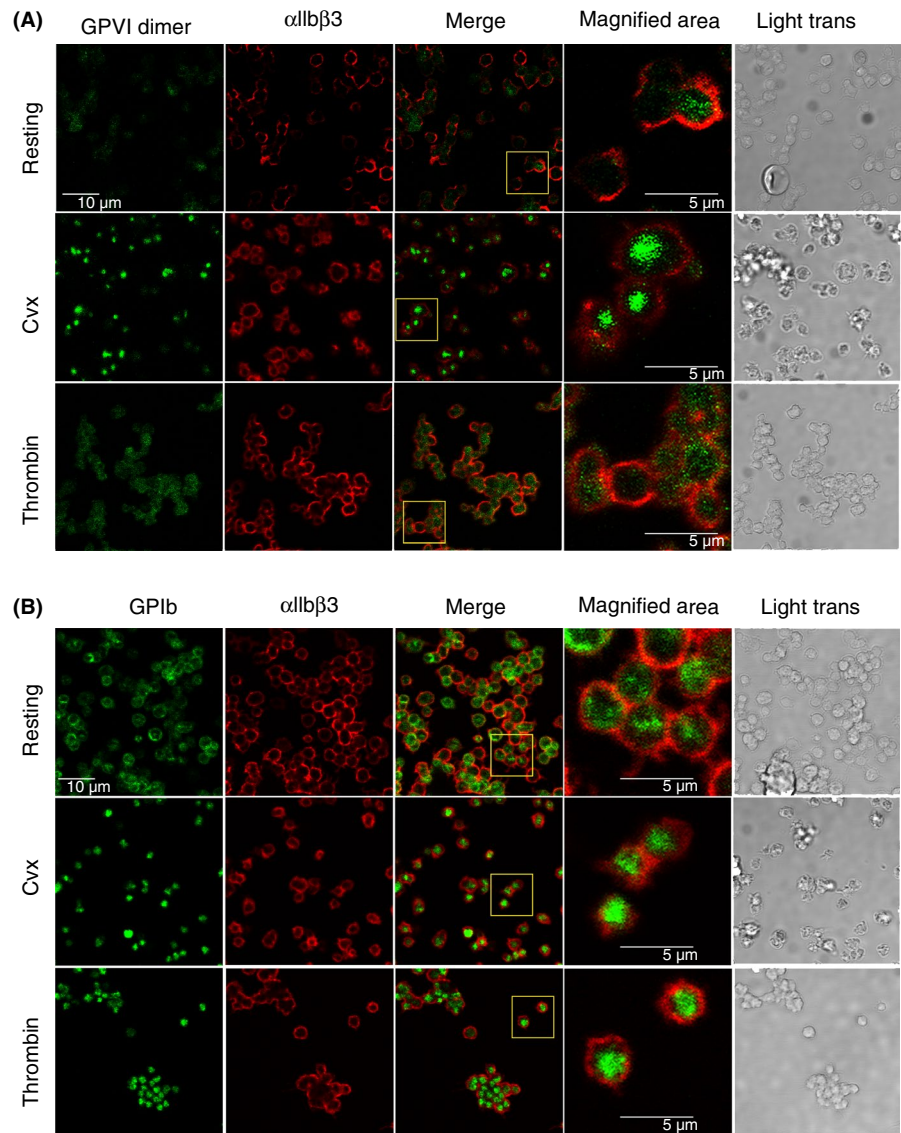 (A)
GPVI dimer αIIbβ3 Merge Magnified area Light trans
Resting
10 μm
5 μm
Cvx
5 μm
Thrombin
5 μm
(B)
GPIb αIIbβ3 Merge Magnified area Light trans
Resting
10 μm
5 μm
Cvx
5 μm
Thrombin
5 μm